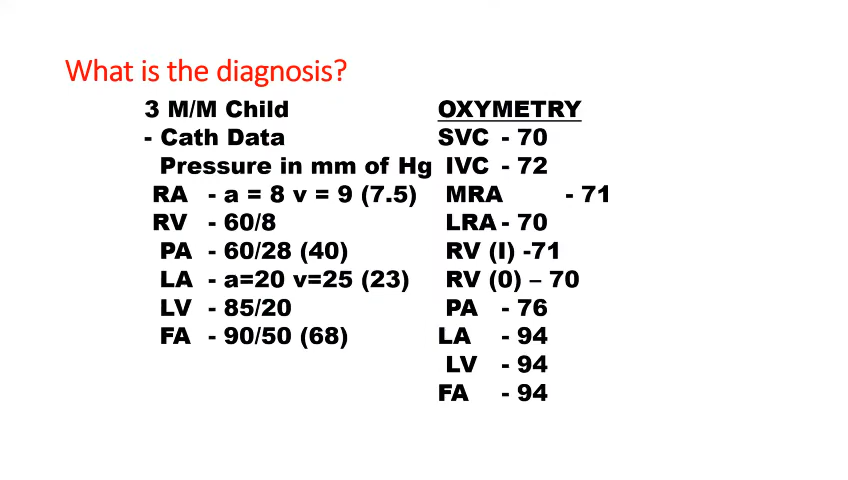 What is the diagnosis?
3 M/M Child
- Cath Data
Pressure in mm of Hg
RA - a = 8 v = 9 (7.5)
RV - 60/8
PA - 60/28 (40)
LA - a=20 v=25 (23)
LV - 85/20
FA - 90/50 (68)
OXYMETRY
SVC - 70
IVC - 72
MRA - 71
LRA - 70
RV (I) -71
RV (0) – 70
PA - 76
LA - 94
LV - 94
FA - 94